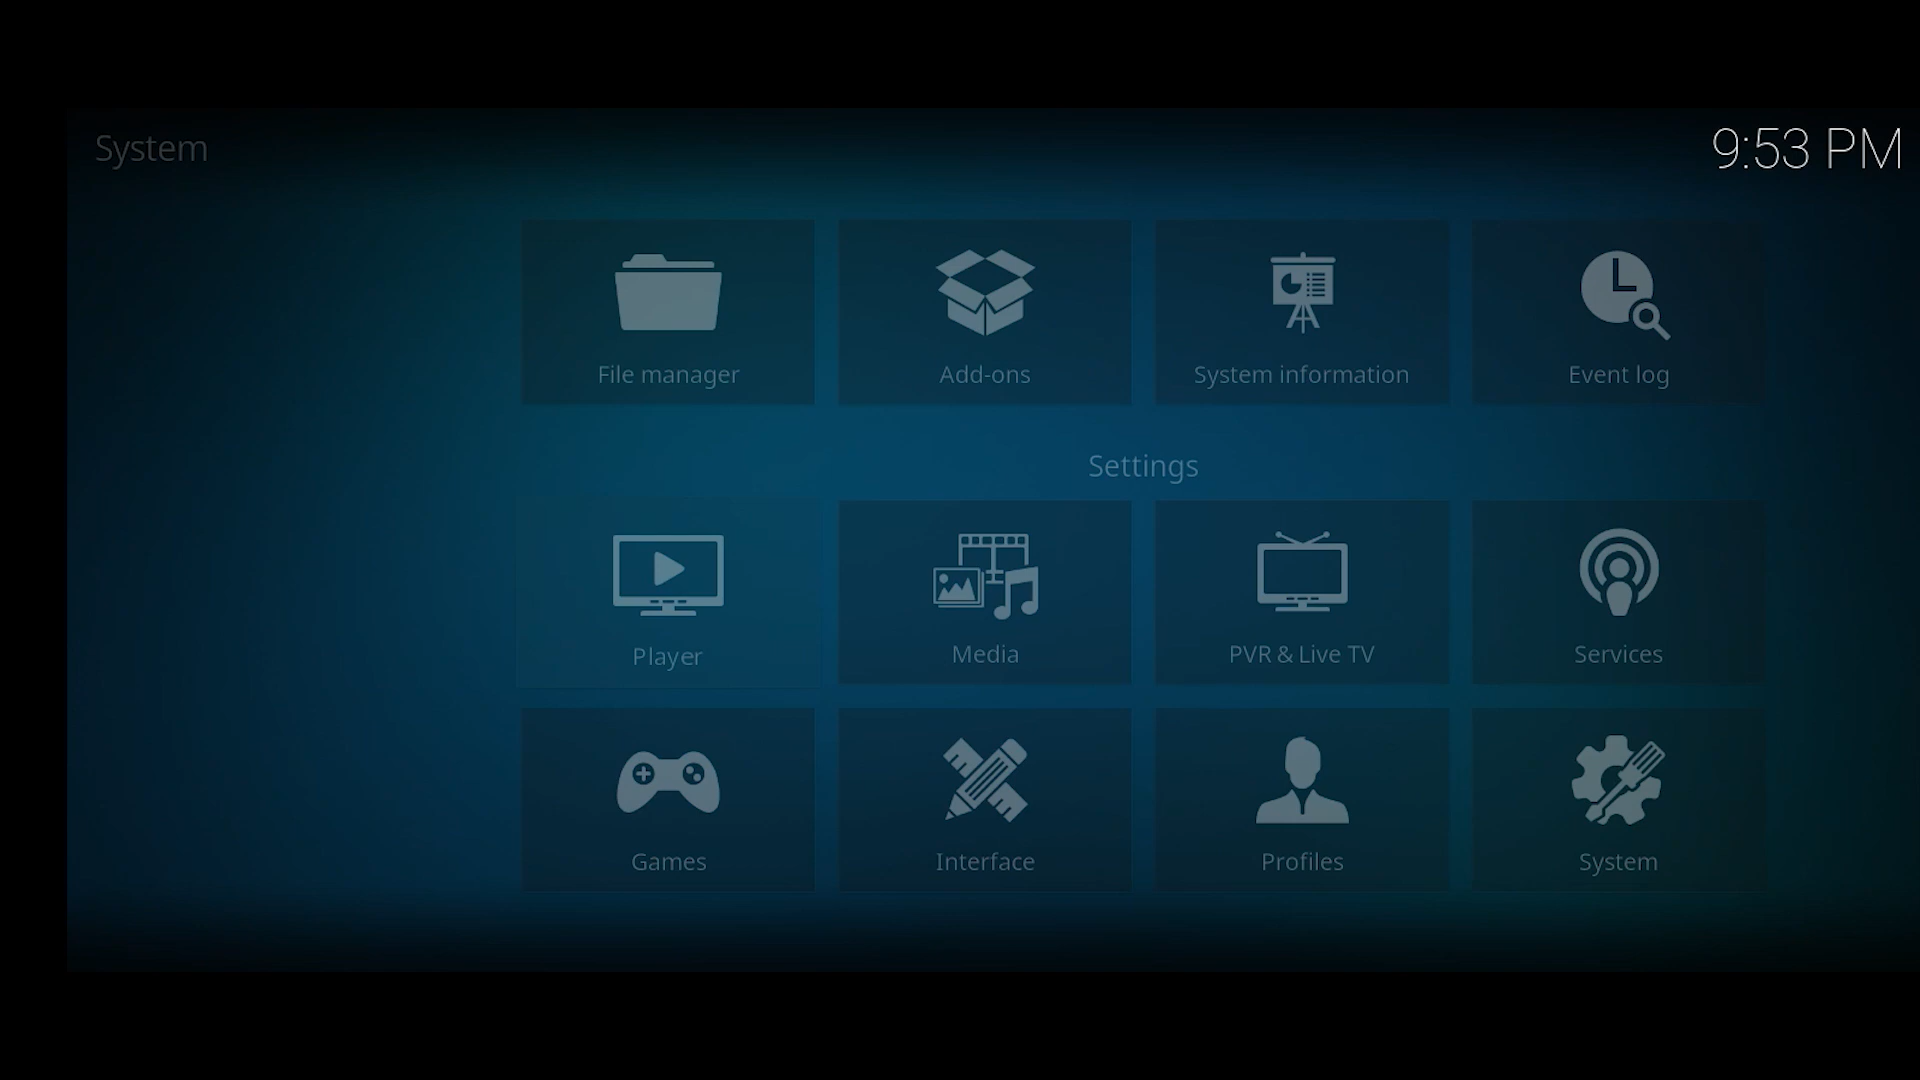 System
9:53 PM
File manager
Add-ons
System information
Event log
Settings
Player
Media
PVR & Live TV
Services
Games
Interface
Profiles
System